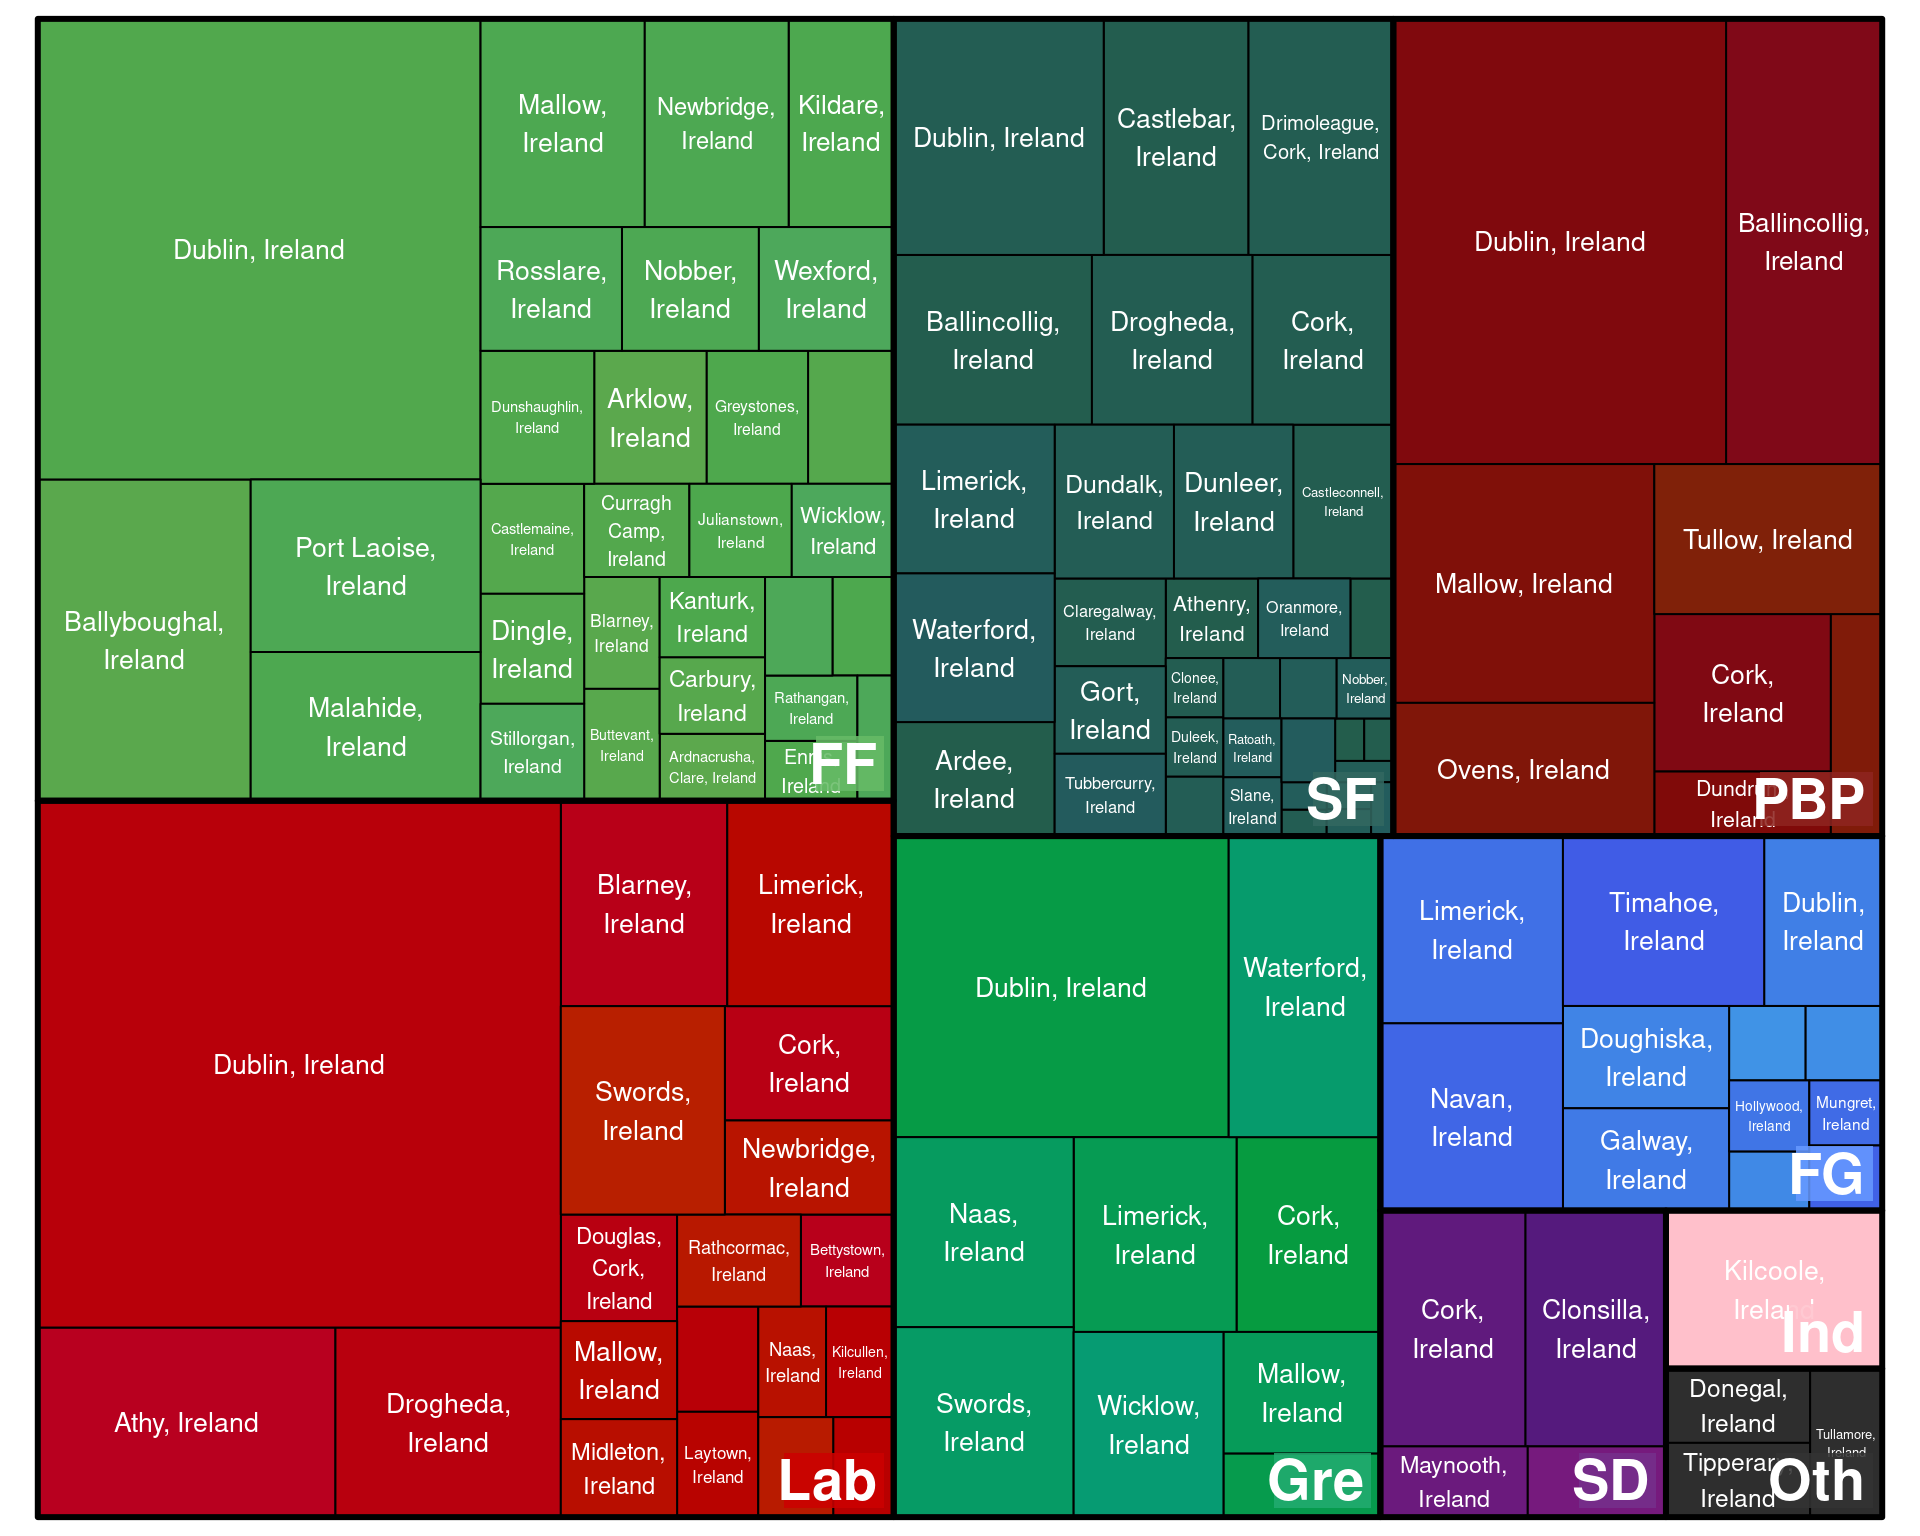 Dublin, Ireland
Mallow,
Ireland
Newbridge,
Ireland
Kildare,
Ireland
Rosslare,
Ireland
Nobber,
Ireland
Wexford,
Ireland
Dunshaughlin,
Ireland
Arklow,
Ireland
Greystones,
Ireland
Ballyboughal,
Ireland
Port Laoise,
Ireland
Malahide,
Ireland
Castlemaine,
Ireland
Curragh
Camp,
Ireland
Julianstown,
Ireland
Wicklow,
Ireland
Dingle,
Ireland
Stillorgan,
Ireland
Blarney,
Ireland
Buttevant,
Ireland
Kanturk,
Ireland
Carbury,
Ireland
Ardnacrusha,
Clare, Ireland
Rathangan,
Ireland
Ireland
FF
Dublin, Ireland
Castlebar,
Ireland
Drimoleague,
Cork, Ireland
Ballincollig,
Ireland
Drogheda,
Ireland
Cork,
Ireland
Limerick,
Ireland
Dundalk,
Ireland
Dunleer,
Ireland
Castleconnell,
Ireland
Waterford,
Ireland
Ardee,
Ireland
Claregalway,
Ireland
Gort,
Ireland
Tubbercurry,
Ireland
Athenry,
Ireland
Oranmore,
Ireland
Clonee,
Ireland
Nobber,
Ireland
Duleek,
Ireland
Ratoath,
Ireland
Slane,
Ireland
SF
Dublin, Ireland
Ballincollig,
Ireland
Mallow, Ireland
Ovens, Ireland
Tullow, Ireland
Cork,
Ireland
Ireland
PBP
Dublin, Ireland
Blarney,
Ireland
Limerick,
Ireland
Swords,
Ireland
Cork,
Ireland
Newbridge,
Ireland
Athy, Ireland
Drogheda,
Ireland
Douglas,
Cork,
Ireland
Rathcormac,
Ireland
Bettystown,
Ireland
Mallow,
Ireland
Midleton,
Ireland
Naas,
Ireland
Kilcullen,
Ireland
Laytown,
Ireland
Lab
Dublin, Ireland
Waterford,
Ireland
Naas,
Ireland
Limerick,
Ireland
Cork,
Ireland
Swords,
Ireland
Wicklow,
Ireland
Mallow,
Ireland
Gre
Limerick,
Ireland
Timahoe,
Ireland
Dublin,
Ireland
Navan,
Ireland
Doughiska,
Ireland
Galway,
Ireland
Hollywood,
Ireland
Mungret,
Ireland
FG
Cork,
Ireland
Clonsilla,
Ireland
Maynooth,
Ireland
SD
Kilcoole,
Ireland
Ind
Donegal,
Ireland
Tullamore,
Ireland
Ireland
Oth